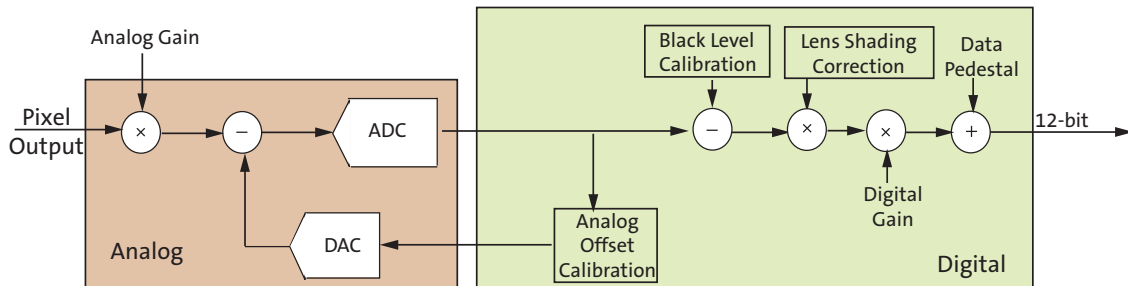 Analog Gain
Pixel
Output
×
−
ADC
DAC
Analog
Black Level
Calibration
Lens Shading
Correction
Data
Pedestal
−
×
×
+
12-bit
Digital
Gain
Analog
Offset
Calibration
Digital